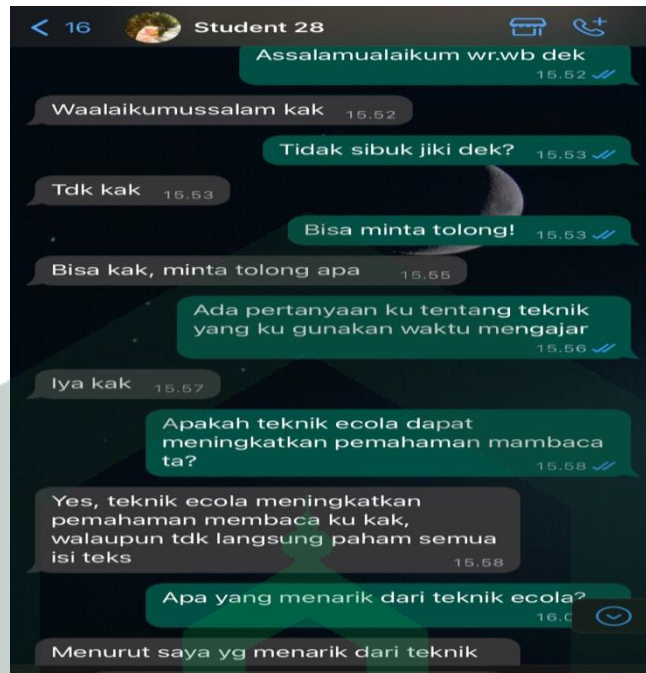 16 Student 28
Assalamualaikum wr.wb dek
15.52
Waalaikumussalam kak 15.52
Tidak sibuk jiki dek? 15.53
Tdk kak 15.53
Bisa minta tolong! 15.53
Bisa kak, minta tolong apa 15.55
Ada pertanyaan ku tentang teknik
yang ku gunakan waktu mengajar
15.56
Iya kak 15.57
Apakah teknik ecola dapat
meningkatkan pemahaman mambaca
ta? 15.58
Yes, teknik ecola meningkatkan
pemahaman membaca ku kak,
walaupun tdk langsung paham semua
isi teks 15.58
Apa yang menarik dari teknik ecola?
Menurut saya yg menarik dari teknik